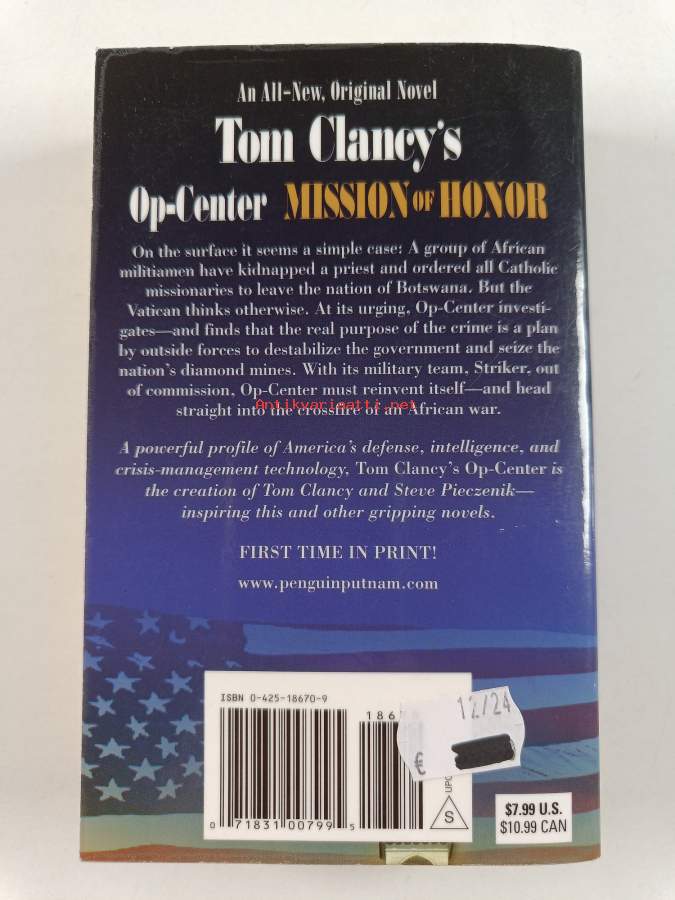 An All-New, Original Novel
Tom Clancy's
Op-Center MISSION OF HONOR
On the surface it seems a simple case: A group of African
militiamen have kidnapped a priest and ordered all Catholic
missionaries to leave the nation of Botswana. But the
Vatican thinks otherwise. At its urging, Op-Center investi-
gates—and finds that the real purpose of the crime is a plan
by outside forces to destabilize the government and seize the
nation's diamond mines. With its military team, Striker, out
of commission, Op-Center must reinvent itself—and head
straight into the crossfire of an African war.
Antikvariaatti.net
A powerful profile of America's defense, intelligence, and
crisis-management technology, Tom Clancy's Op-Center is
the creation of Tom Clancy and Steve Pieczenik—
inspiring this and other gripping novels.
FIRST TIME IN PRINT!
www.penguinputnam.com
ISBN 0-425-18670-9
186
12/24
€
UPC
S
0 71831 00799 5
$7.99 U.S.
$10.99 CAN